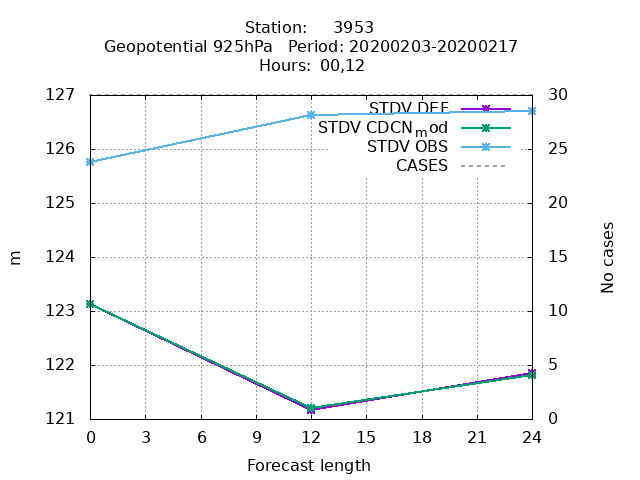 Station: 3953
Geopotential 925hPa Period: 20200203-20200217
Hours: 00,12
127
126
125
124
123
122
121
m
30
25
20
15
10
5
0
No cases
STDV DEF
STDV CDCN_mod
STDV OBS
CASES
0 3 6 9 12 15 18 21 24
Forecast length